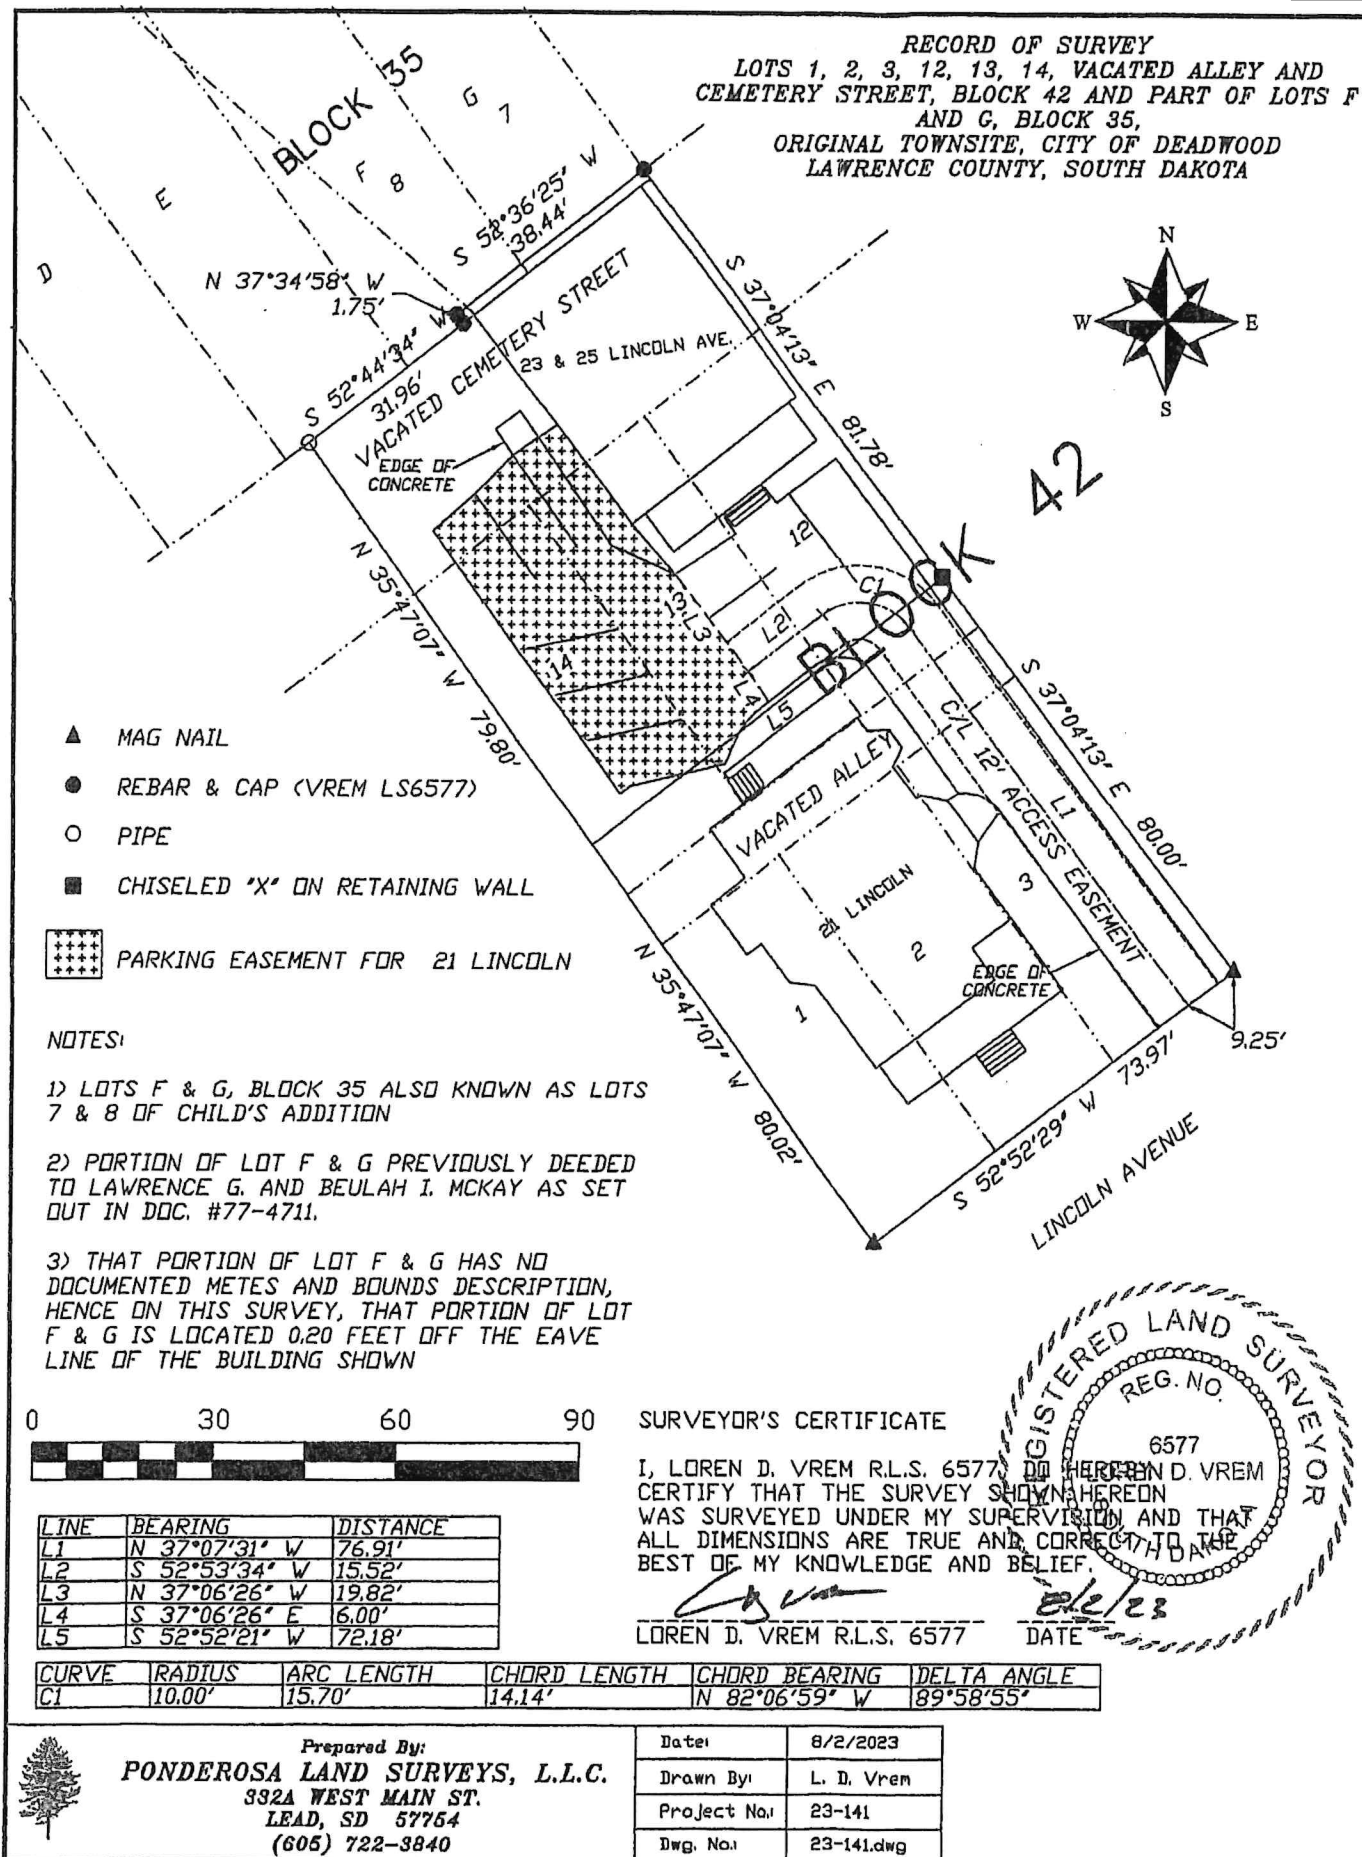 RECORD OF SURVEY
LOTS 1, 2, 3, 12, 13, 14, VACATED ALLEY AND
CEMETERY STREET, BLOCK 42 AND PART OF LOTS F
AND G, BLOCK 35,
ORIGINAL TOWNSITE, CITY OF DEADWOOD
LAWRENCE COUNTY, SOUTH DAKOTA
BLOCK 35
G
7
F
8
E
D
N
W
E
S
S 52°36'25" W
38.44'
N 37°34'58" W
1.75'
S 52°44'34" W
31.96'
VACATED CEMETERY STREET
23 & 25 LINCOLN AVE.
S 37°04'13" E 81.78'
EDGE OF
CONCRETE
BLOCK 42
12
13
14
C1
L2
L3
L4
L5
N 35°47'07" W 79.80'
S 37°04'13" E 80.00'
C/L 12' ACCESS EASEMENT
L1
VACATED ALLEY
21 LINCOLN
3
2
1
EDGE OF
CONCRETE
N 35°47'07" W 80.02'
9.25'
73.97'
S 52°52'29" W
LINCOLN AVENUE
MAG NAIL
REBAR & CAP (VREM LS6577)
PIPE
CHISELED "X" ON RETAINING WALL
PARKING EASEMENT FOR 21 LINCOLN
NOTES:
1) LOTS F & G, BLOCK 35 ALSO KNOWN AS LOTS
7 & 8 OF CHILD'S ADDITION
2) PORTION OF LOT F & G PREVIOUSLY DEEDED
TO LAWRENCE G. AND BEULAH I. MCKAY AS SET
OUT IN DOC. #77-4711.
3) THAT PORTION OF LOT F & G HAS NO
DOCUMENTED METES AND BOUNDS DESCRIPTION,
HENCE ON THIS SURVEY, THAT PORTION OF LOT
F & G IS LOCATED 0.20 FEET OFF THE EAVE
LINE OF THE BUILDING SHOWN
0 30 60 90
SURVEYOR'S CERTIFICATE
I, LOREN D. VREM R.L.S. 6577, DO HEREBY
CERTIFY THAT THE SURVEY SHOWN HEREON
WAS SURVEYED UNDER MY SUPERVISION AND THAT
ALL DIMENSIONS ARE TRUE AND CORRECT TO THE
BEST OF MY KNOWLEDGE AND BELIEF.
8/2/23
LOREN D. VREM R.L.S. 6577 DATE
REGISTERED LAND SURVEYOR
REG. NO.
6577
LOREN D. VREM
SOUTH DAKOTA
LINE BEARING DISTANCE
L1 N 37°07'31" W 76.91'
L2 S 52°53'34" W 15.52'
L3 N 37°06'26" W 19.82'
L4 S 37°06'26" E 6.00'
L5 S 52°52'21" W 72.18'
CURVE RADIUS ARC LENGTH CHORD LENGTH CHORD BEARING DELTA ANGLE
C1 10.00' 15.70' 14.14' N 82°06'59" W 89°58'55"
Prepared By:
PONDEROSA LAND SURVEYS, L.L.C.
332A WEST MAIN ST.
LEAD, SD 57754
(605) 722-3840
Date: 8/2/2023
Drawn By: L. D. Vrem
Project No.: 23-141
Dwg. No.: 23-141.dwg